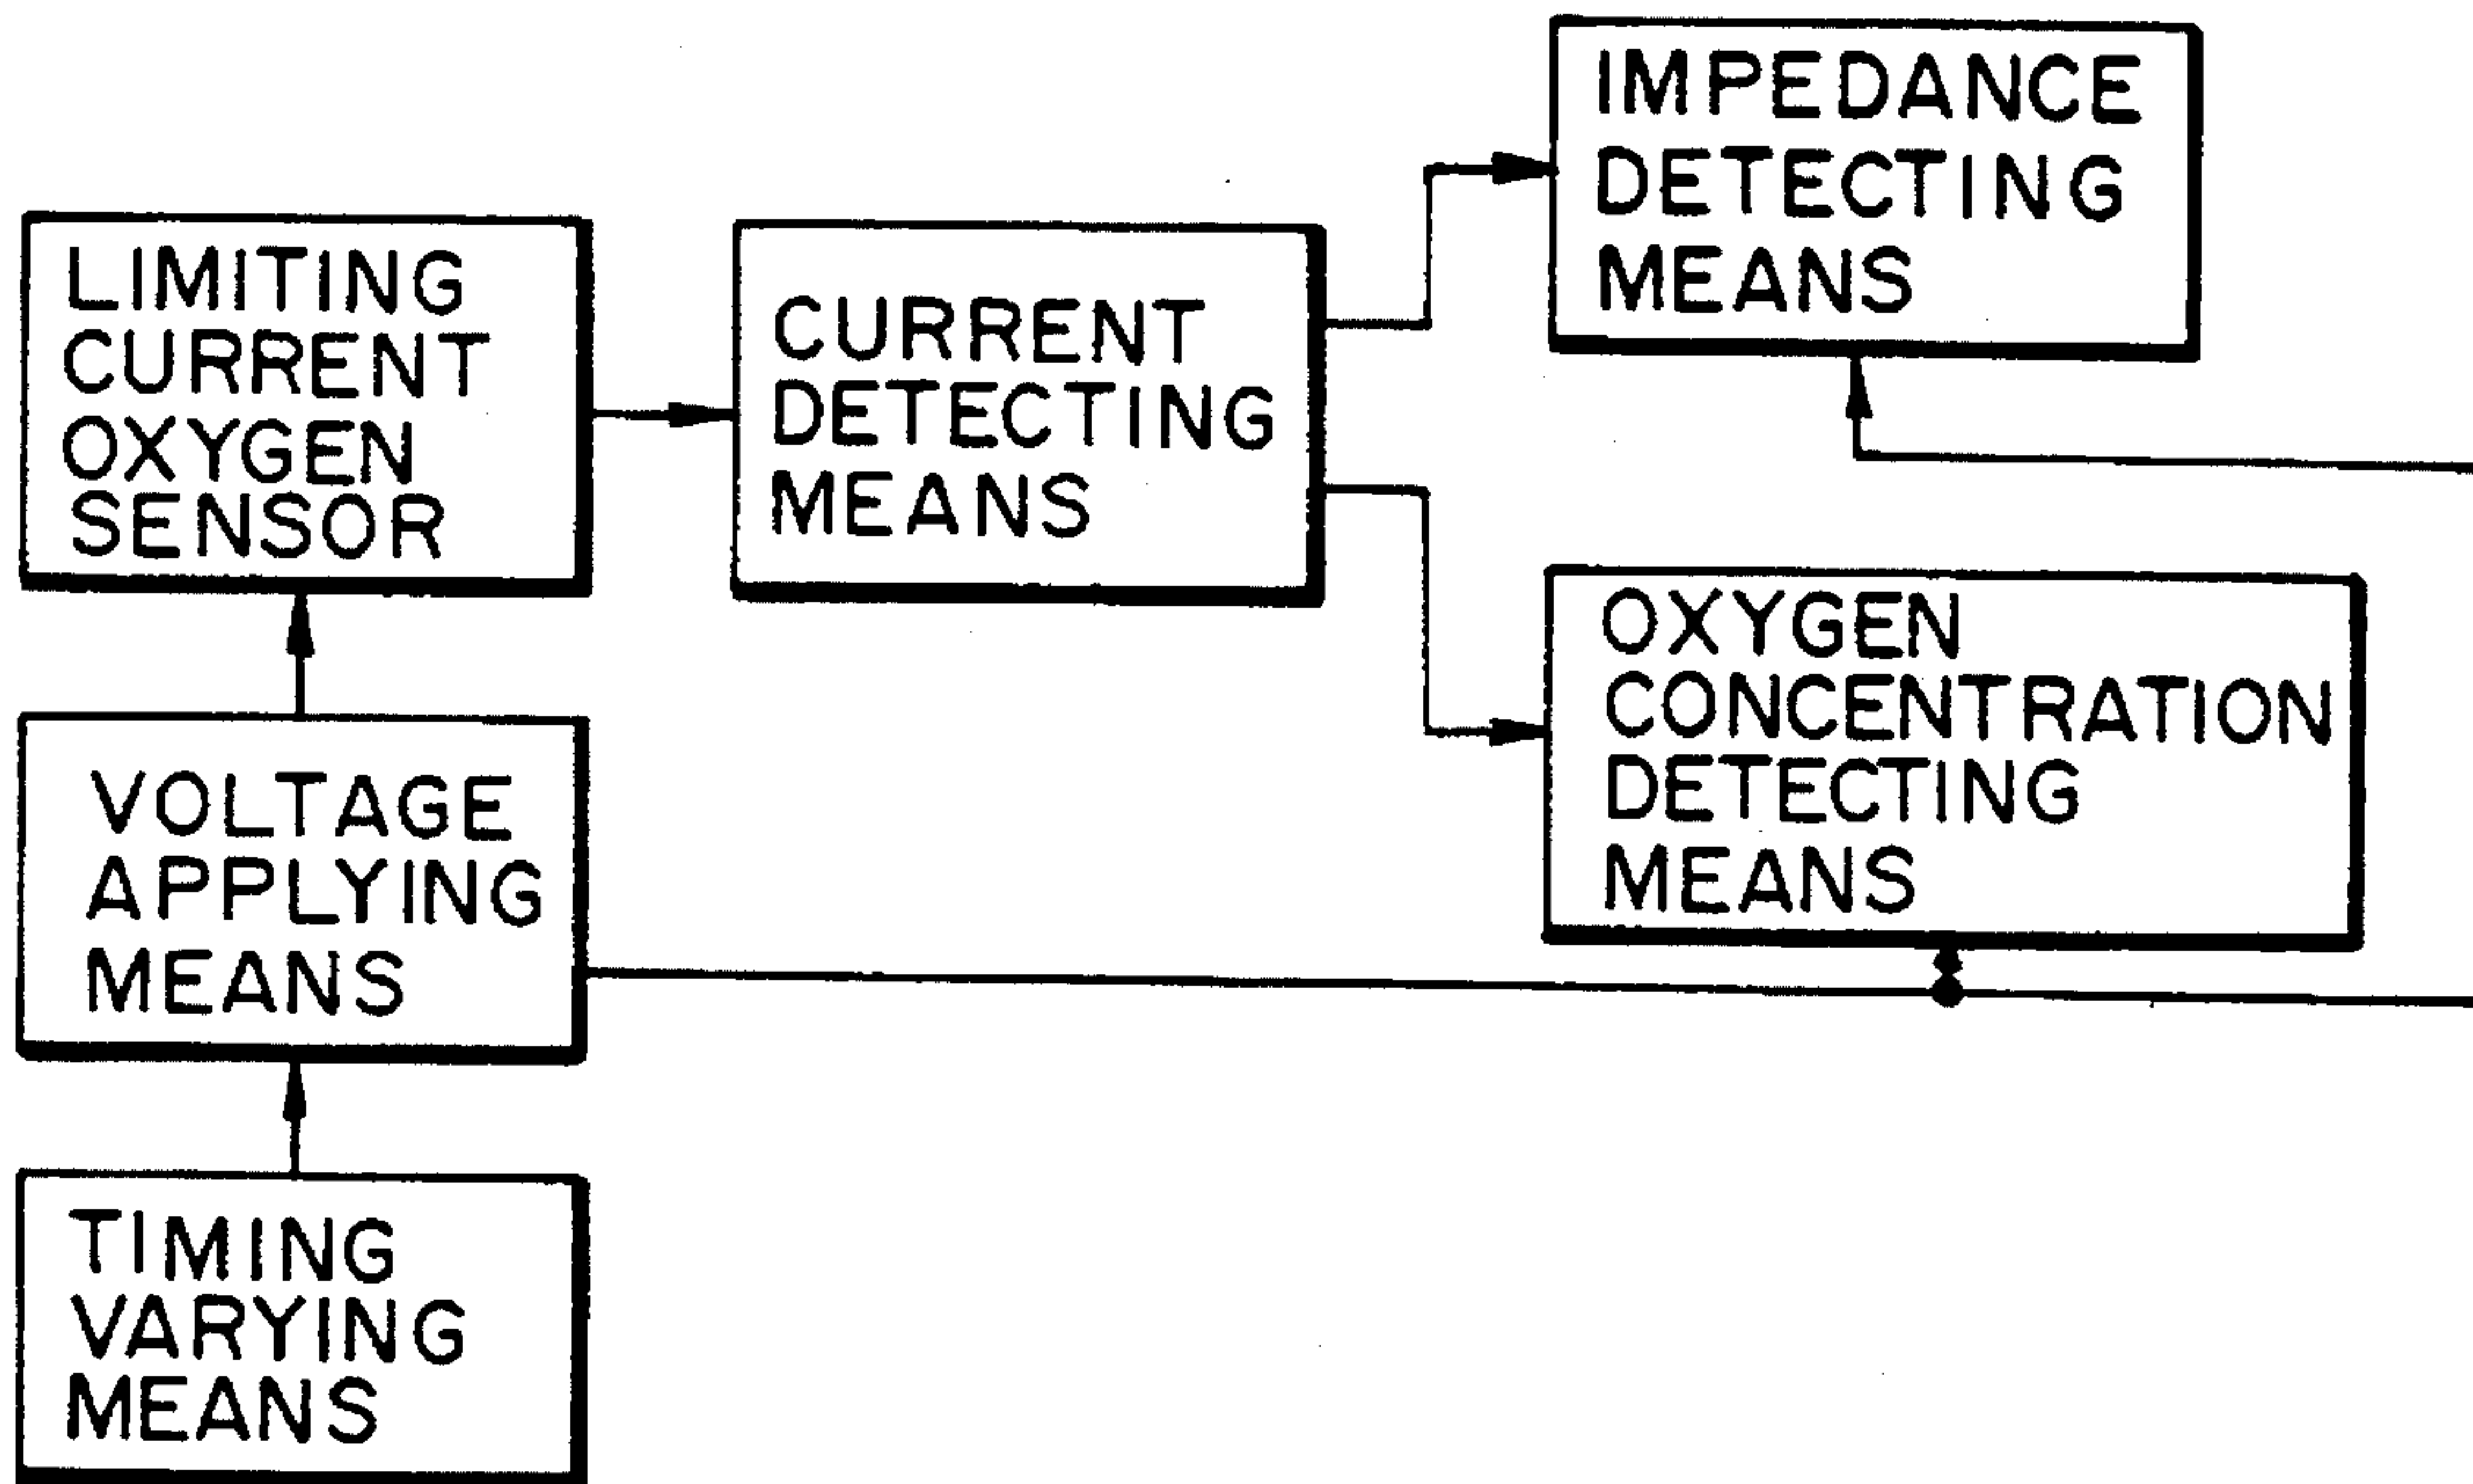 IMPEDANCE
DETECTING
MEANS
LIMITING
CURRENT
OXYGEN
SENSOR
CURRENT
DETECTING
MEANS
OXYGEN
CONCENTRATION
DETECTING
MEANS
VOLTAGE
APPLYING
MEANS
TIMING
VARYING
MEANS